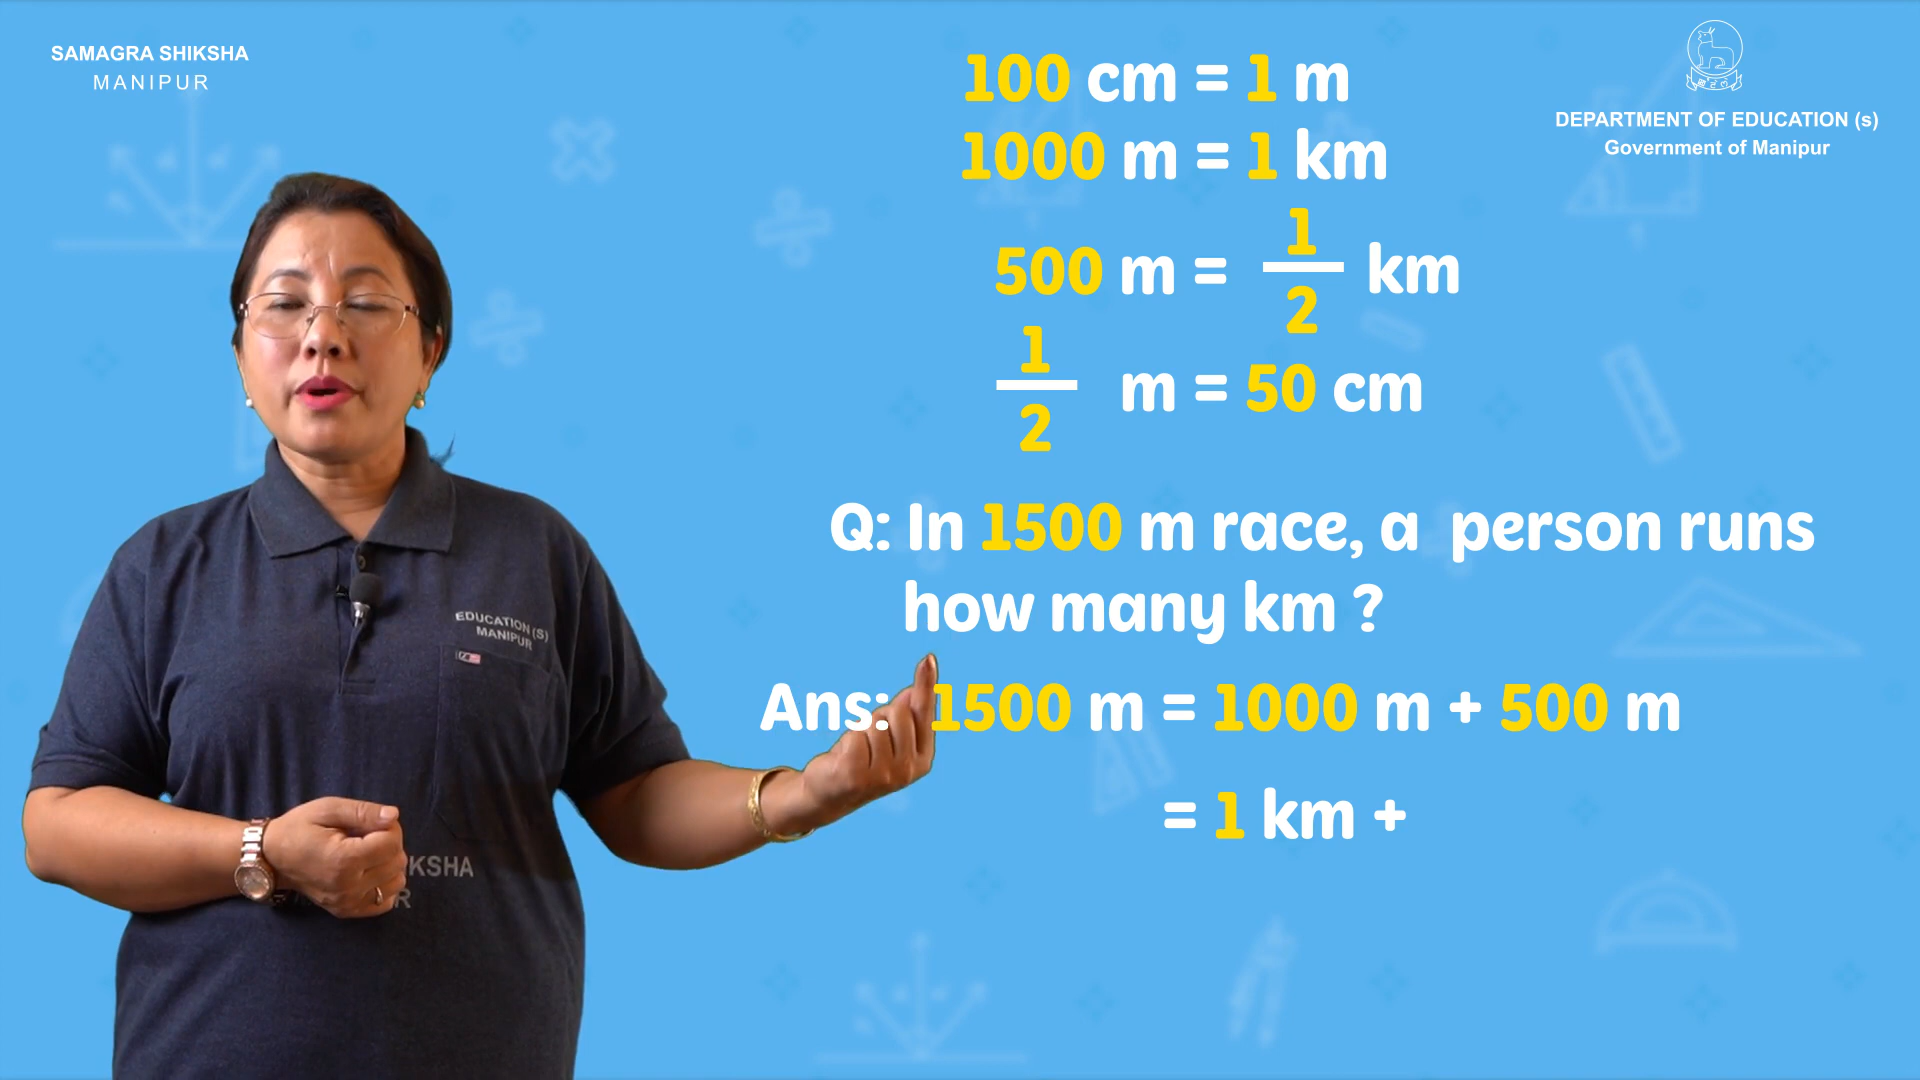 SAMAGRA SHIKSHA
MANIPUR
DEPARTMENT OF EDUCATION (s)
Government of Manipur
100 cm = 1 m
1000 m = 1 km
500 m = 1/2 km
1/2 m = 50 cm
Q: In 1500 m race, a person runs
how many km ?
Ans: 1500 m = 1000 m + 500 m
= 1 km +
EDUCATION (S)
MANIPUR